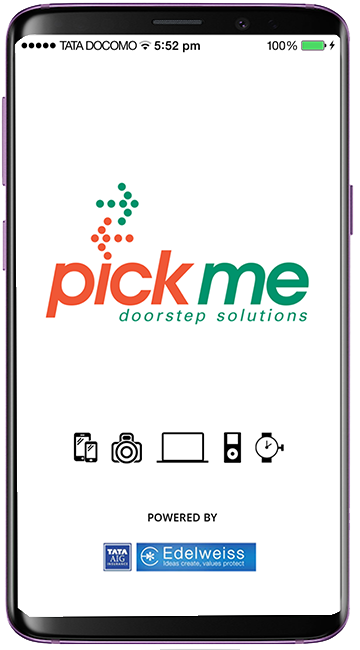 TATA DOCOMO 5:52 pm 100%
pick me
doorstep solutions
POWERED BY
TATA
AIG
INSURANCE
Edelweiss
Ideas create, values protect